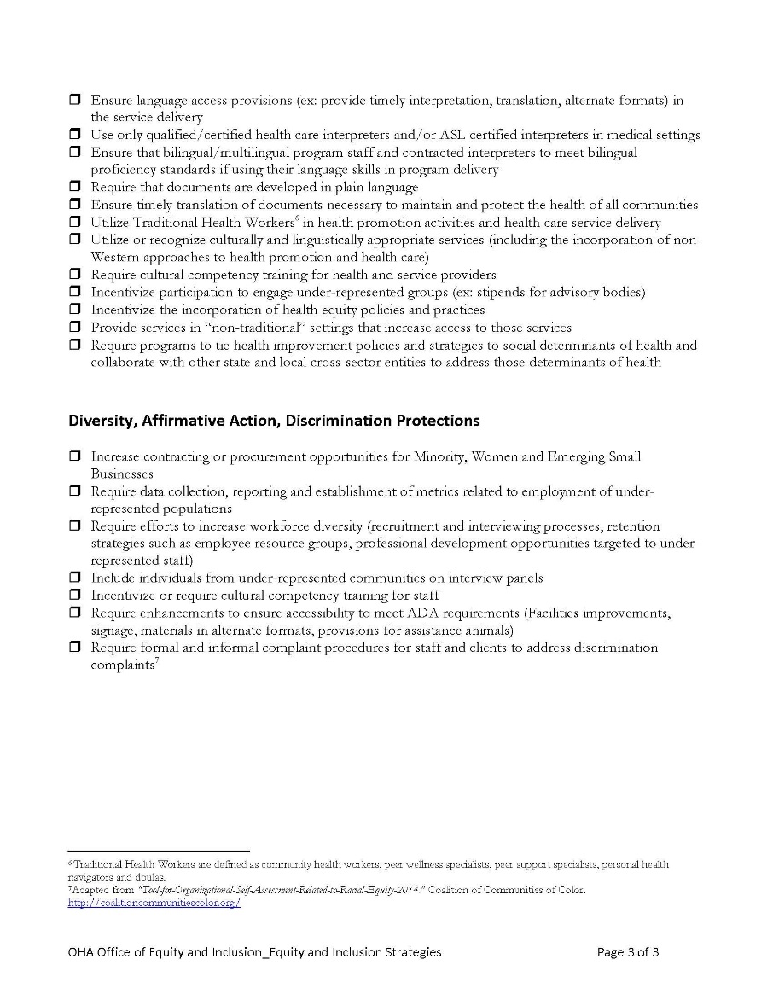 ❒ Ensure language access provisions (ex: provide timely interpretation, translation, alternate formats) in
the service delivery
❒ Use only qualified/certified health care interpreters and/or ASL certified interpreters in medical settings
❒ Ensure that bilingual/multilingual program staff and contracted interpreters to meet bilingual
proficiency standards if using their language skills in program delivery
❒ Require that documents are developed in plain language
❒ Ensure timely translation of documents necessary to maintain and protect the health of all communities
❒ Utilize Traditional Health Workers⁶ in health promotion activities and health care service delivery
❒ Utilize or recognize culturally and linguistically appropriate services (including the incorporation of non-
Western approaches to health promotion and health care)
❒ Require cultural competency training for health and service providers
❒ Incentivize participation to engage under-represented groups (ex: stipends for advisory bodies)
❒ Incentivize the incorporation of health equity policies and practices
❒ Provide services in “non-traditional” settings that increase access to those services
❒ Require programs to tie health improvement policies and strategies to social determinants of health and
collaborate with other state and local cross-sector entities to address those determinants of health
Diversity, Affirmative Action, Discrimination Protections
❒ Increase contracting or procurement opportunities for Minority, Women and Emerging Small
Businesses
❒ Require data collection, reporting and establishment of metrics related to employment of under-
represented populations
❒ Require efforts to increase workforce diversity (recruitment and interviewing processes, retention
strategies such as employee resource groups, professional development opportunities targeted to under-
represented staff)
❒ Include individuals from under-represented communities on interview panels
❒ Incentivize or require cultural competency training for staff
❒ Require enhancements to ensure accessibility to meet ADA requirements (Facilities improvements,
signage, materials in alternate formats, provisions for assistance animals)
❒ Require formal and informal complaint procedures for staff and clients to address discrimination
complaints⁷
⁶ Traditional Health Workers are defined as community health workers, peer wellness specialists, peer support specialists, personal health
navigators and doulas.
⁷Adapted from “Tool-for-Organizational-Self-Assessment-Related-to-Racial-Equity-2014.” Coalition of Communities of Color.
http://coalitioncommunitiescolor.org/
OHA Office of Equity and Inclusion_Equity and Inclusion Strategies Page 3 of 3